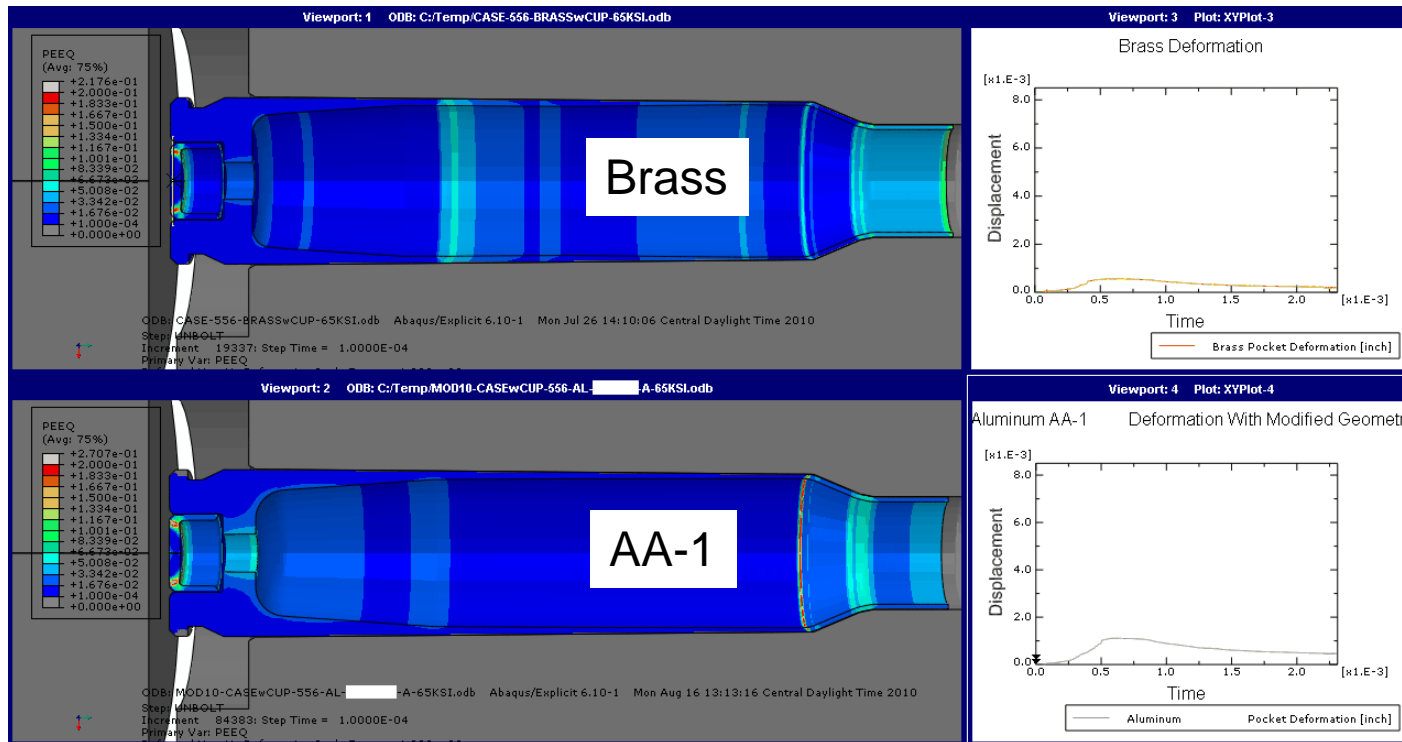 Viewport: 1 ODB: C:/Temp/CASE-556-BRASSwCUP-65KSI.odb
PEEQ
(Avg: 75%)
+2.176e-01
+2.000e-01
+1.833e-01
+1.667e-01
+1.500e-01
+1.334e-01
+1.167e-01
+1.001e-01
+8.339e-02
+6.673e-02
+5.008e-02
+3.342e-02
+1.676e-02
+1.000e-04
+0.000e+00
Brass
ODB: CASE-556-BRASSwCUP-65KSI.odb Abaqus/Explicit 6.10-1 Mon Jul 26 14:10:06 Central Daylight Time 2010
Step: UNBOLT
Increment 19337: Step Time = 1.0000E-04
Primary Var: PEEQ
Viewport: 3 Plot: XYPlot-3
Brass Deformation
[x1.E-3]
8.0
6.0
4.0
2.0
0.0
Displacement
0.0 0.5 1.0 1.5 2.0 [x1.E-3]
Time
Brass Pocket Deformation [inch]
Viewport: 2 ODB: C:/Temp/MOD10-CASEwCUP-556-AL- -A-65KSI.odb
PEEQ
(Avg: 75%)
+2.707e-01
+2.000e-01
+1.833e-01
+1.667e-01
+1.500e-01
+1.334e-01
+1.167e-01
+1.001e-01
+8.339e-02
+6.673e-02
+5.008e-02
+3.342e-02
+1.676e-02
+1.000e-04
+0.000e+00
AA-1
ODB: MOD10-CASEwCUP-556-AL- -A-65KSI.odb Abaqus/Explicit 6.10-1 Mon Aug 16 13:13:16 Central Daylight Time 2010
Step: UNBOLT
Increment 84383: Step Time = 1.0000E-04
Primary Var: PEEQ
Viewport: 4 Plot: XYPlot-4
Aluminum AA-1 Deformation With Modified Geometr
[x1.E-3]
8.0
6.0
4.0
2.0
0.0
Displacement
0.0 0.5 1.0 1.5 2.0 [x1.E-3]
Time
Aluminum Pocket Deformation [inch]